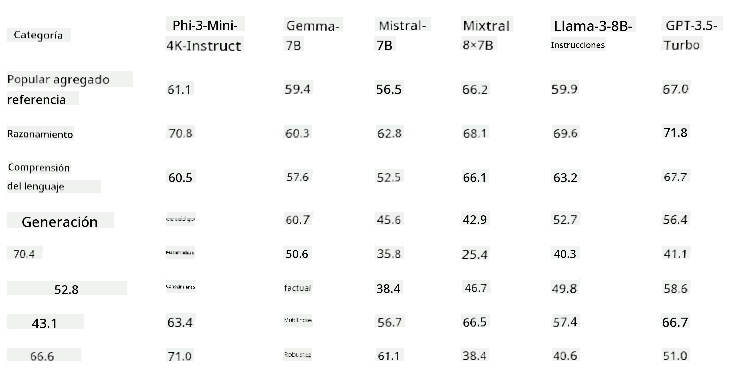 Categoría Phi-3-Mini- Gemma- Mistral- Mixtral Llama-3-8B- GPT-3.5-
4K-Instruct 7B 7B 8×7B Instrucciones Turbo
Popular agregado
referencia 61.1 59.4 56.5 66.2 59.9 67.0
Razonamiento 70.8 60.3 62.8 68.1 69.6 71.8
Comprensión
del lenguaje 60.5 57.6 52.5 66.1 63.2 67.7
Generación 60.7 45.6 42.9 52.7 56.4
70.4 50.6 35.8 25.4 40.3 41.1
52.8 factual 38.4 46.7 49.8 58.6
43.1 63.4 56.7 66.5 57.4 66.7
66.6 71.0 Robustez 61.1 38.4 40.6 51.0